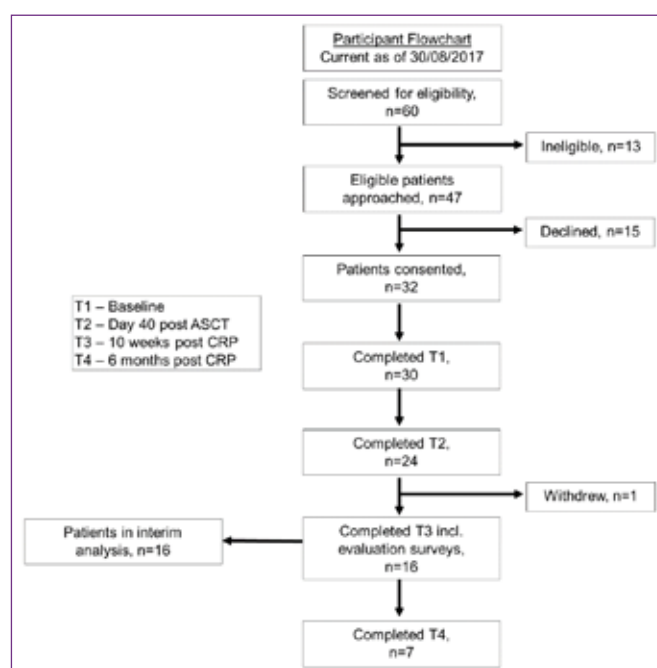 Participant Flowchart
Current as of 30/08/2017
Screened for eligibility,
n=60
Ineligible, n=13
Eligible patients
approached, n=47
Declined, n=15
Patients consented,
n=32
T1 – Baseline
T2 – Day 40 post ASCT
T3 – 10 weeks post CRP
T4 – 6 months post CRP
Completed T1,
n=30
Completed T2,
n=24
Withdrew, n=1
Patients in interim
analysis, n=16
Completed T3 incl.
evaluation surveys,
n=16
Completed T4,
n=7